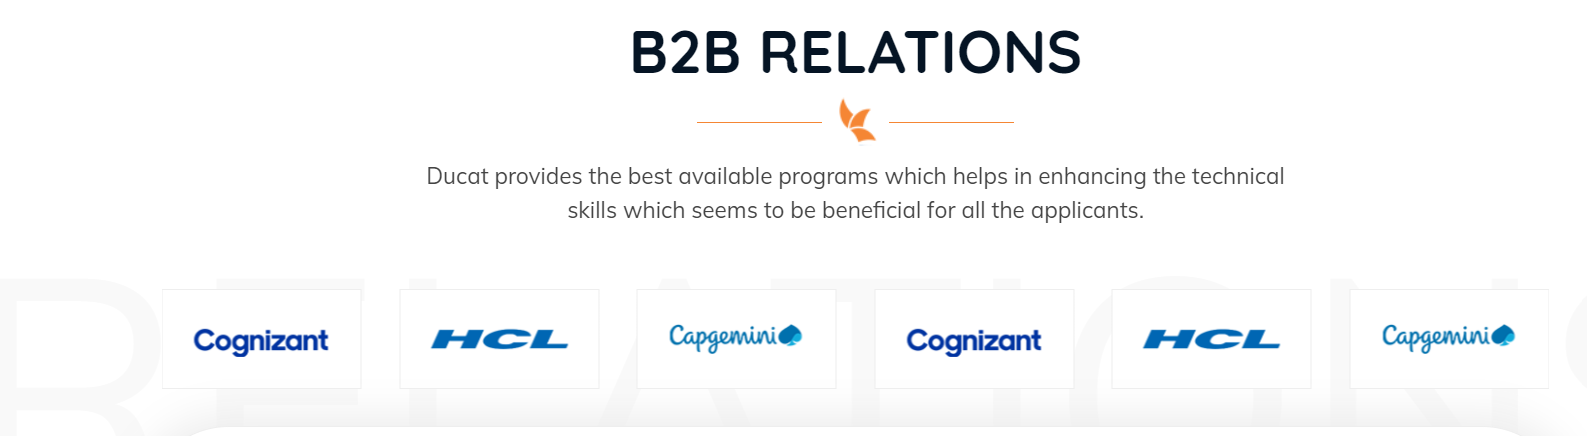 B2B RELATIONS
Ducat provides the best available programs which helps in enhancing the technical
skills which seems to be beneficial for all the applicants.
RELATIONS
Cognizant HCL Capgemini Cognizant HCL Capgemini